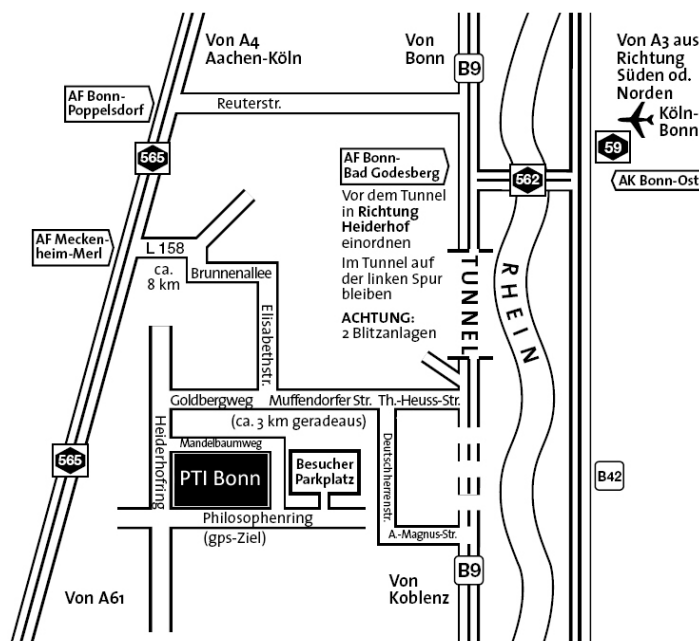 Von A4
Aachen-Köln
Von
Bonn
B9
Von A3 aus
Richtung
Süden od.
Norden
Köln-
Bonn
59
AK Bonn-Ost
AF Bonn-
Poppelsdorf
Reuterstr.
565
AF Bonn-
Bad Godesberg
562
Vor dem Tunnel
in Richtung
Heiderhof
einordnen
Im Tunnel auf
der linken Spur
bleiben
ACHTUNG:
2 Blitzanlagen
TUNNEL
RHEIN
AF Mecken-
heim-Merl
L 158
ca.
8 km
Brunnenallee
Elisabethstr.
Goldbergweg
Muffendorfer Str.
Th.-Heuss-Str.
(ca. 3 km geradeaus)
Heiderhofring
Mandelbaumweg
PTI Bonn
Besucher
Parkplatz
Deutschherrenstr.
565
B42
Philosophenring
(gps-Ziel)
A.-Magnus-Str.
Von A61
Von
Koblenz
B9